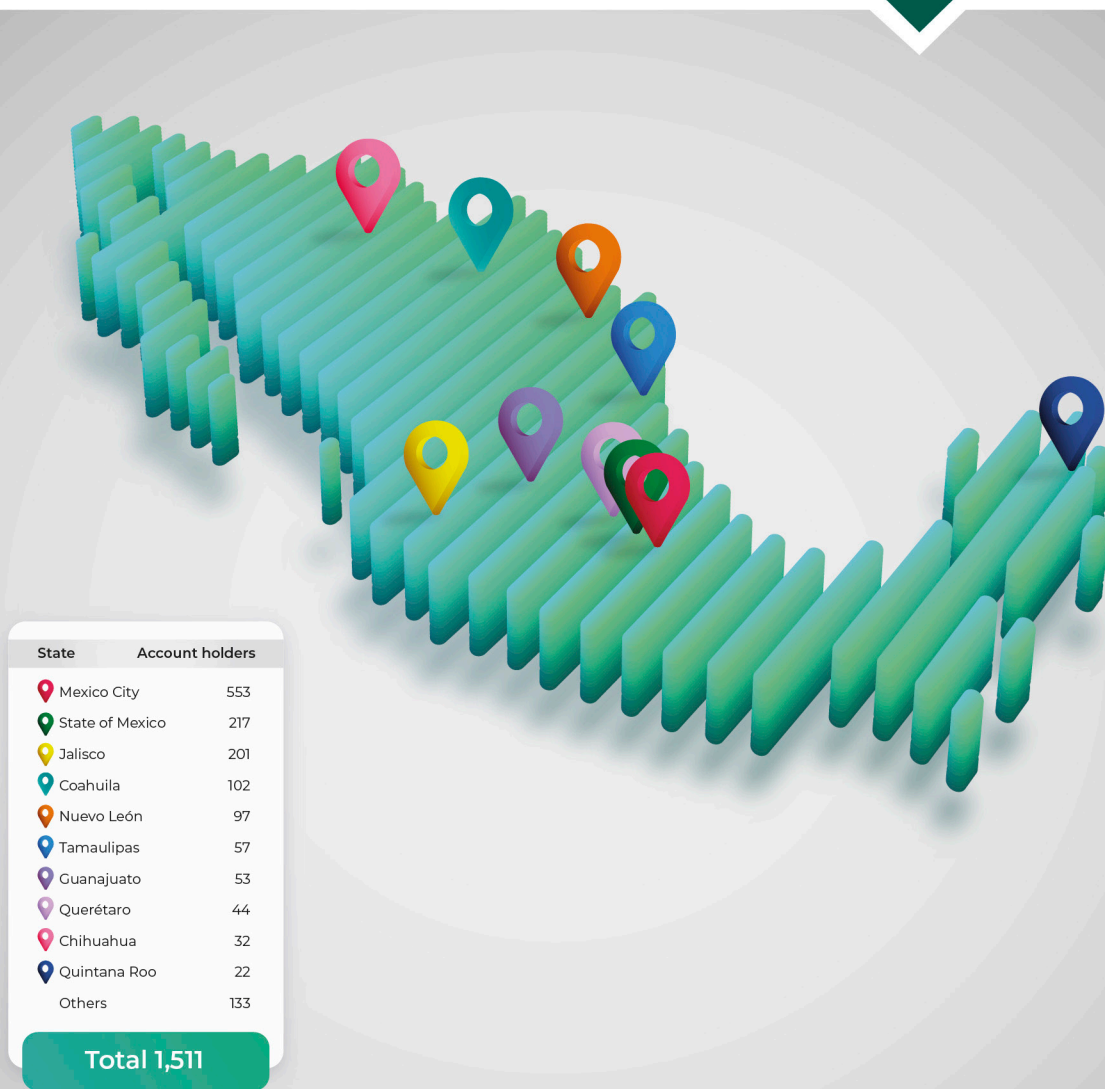 State Account holders
Mexico City 553
State of Mexico 217
Jalisco 201
Coahuila 102
Nuevo León 97
Tamaulipas 57
Guanajuato 53
Querétaro 44
Chihuahua 32
Quintana Roo 22
Others 133
Total 1,511